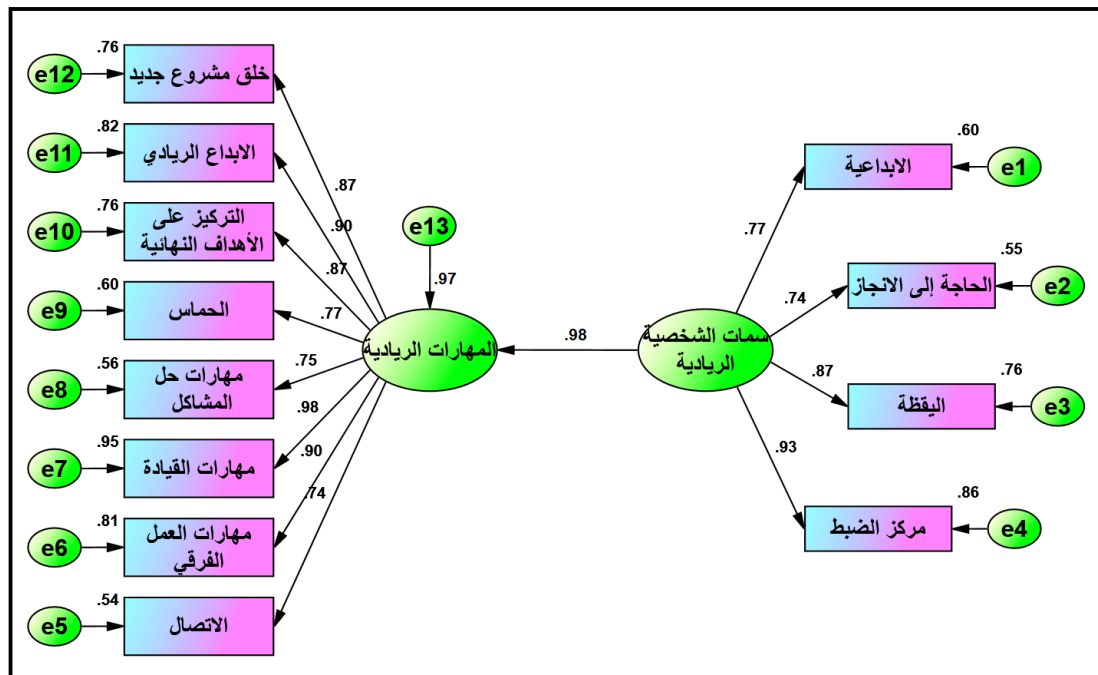 .76
e12
خلق مشروع جديد
.82
e11
الابداع الريادي
.76
e10
التركيز على
الأهداف النهائية
.60
e9
الحماس
.56
e8
مهارات حل
المشاكل
.95
e7
مهارات القيادة
.81
e6
مهارات العمل
الفرقي
.54
e5
الاتصال
.87
.90
.87
.77
.75
.98
.90
.74
e13
.97
المهارات الريادية
.98
سمات الشخصية
الريادية
.77
.74
.87
.93
.60
الابداعية
e1
.55
الحاجة إلى الانجاز
e2
.76
اليقظة
e3
.86
مركز الضبط
e4